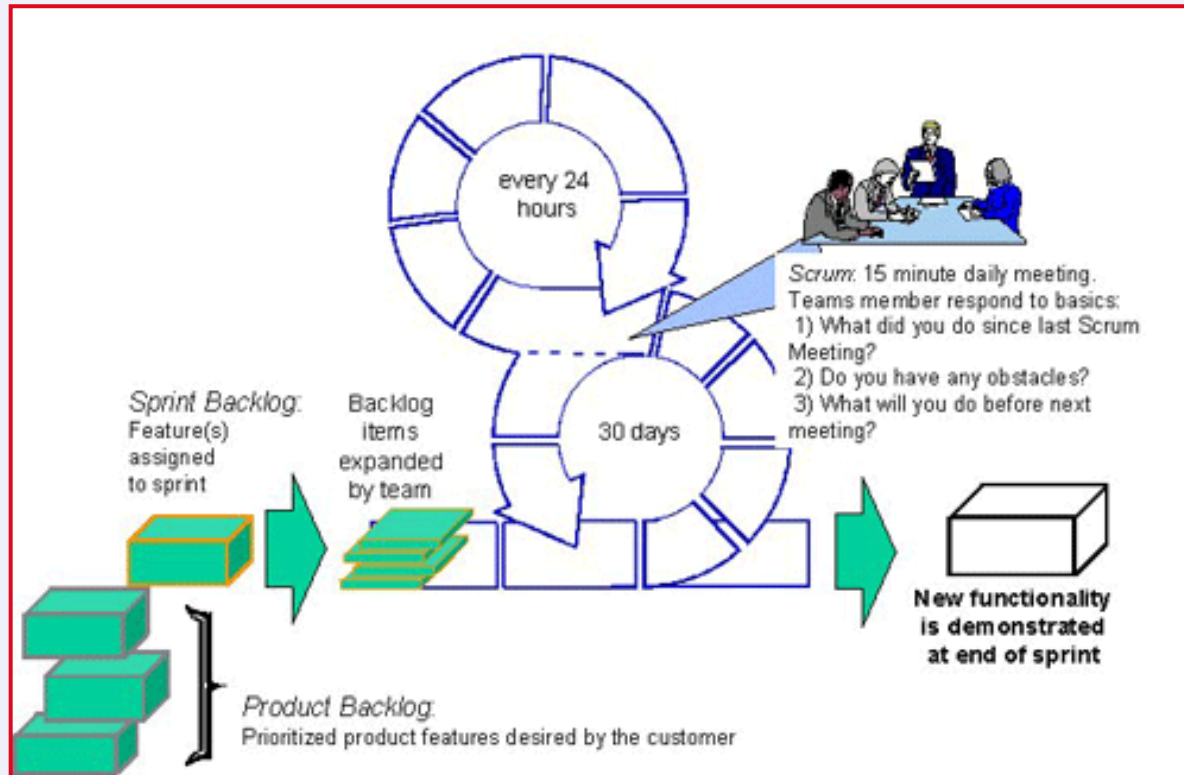 every 24
hours
Scrum: 15 minute daily meeting.
Teams member respond to basics:
1) What did you do since last Scrum
Meeting?
2) Do you have any obstacles?
3) What will you do before next
meeting?
30 days
Sprint Backlog:
Feature(s)
assigned
to sprint
Backlog
items
expanded
by team
New functionality
is demonstrated
at end of sprint
Product Backlog:
Prioritized product features desired by the customer